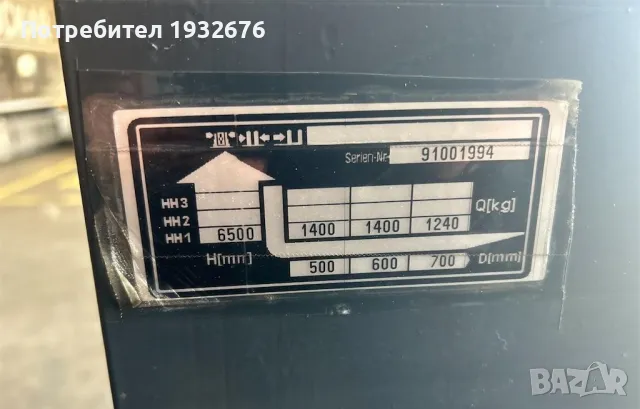 Потребител 1932676
Serien-Nr. 91001994
HH3
HH2
HH1 6500 1400 1400 1240 Q[kg]
H[mm] 500 600 700 D[mm]
BAZAR